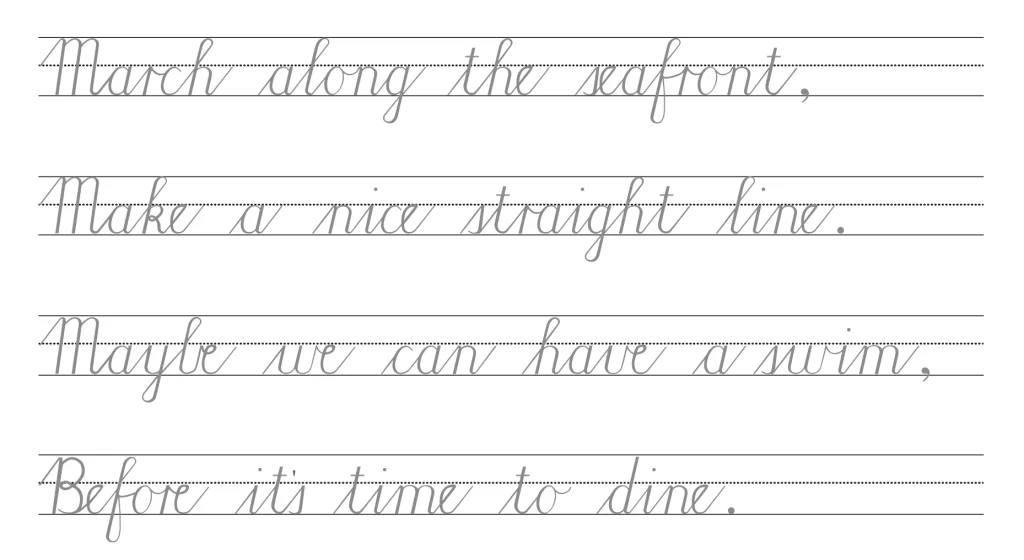 March along the seafront,
Make a nice straight line.
Maybe we can have a swim,
Before it's time to dine.